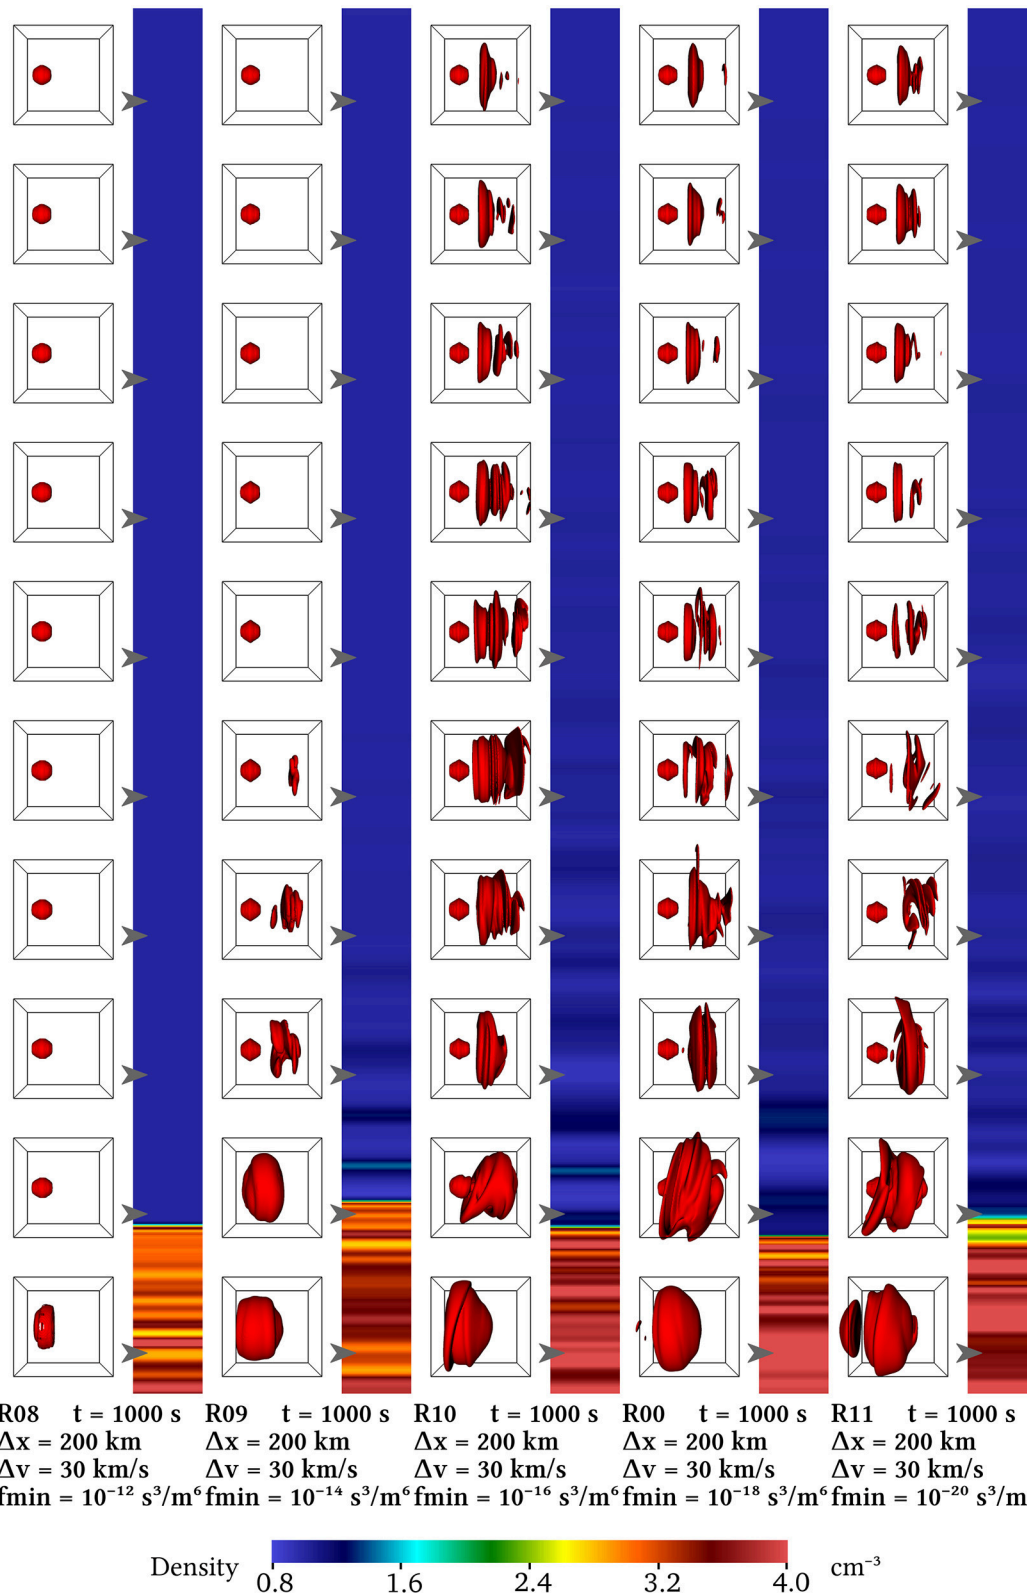 R08 t = 1000 s R09 t = 1000 s R10 t = 1000 s R00 t = 1000 s R11 t = 1000 s
Δx = 200 km Δx = 200 km Δx = 200 km Δx = 200 km Δx = 200 km
Δv = 30 km/s Δv = 30 km/s Δv = 30 km/s Δv = 30 km/s Δv = 30 km/s
fmin = 10⁻¹² s³/m⁶ fmin = 10⁻¹⁴ s³/m⁶ fmin = 10⁻¹⁶ s³/m⁶ fmin = 10⁻¹⁸ s³/m⁶ fmin = 10⁻²⁰ s³/m
Density cm⁻³
0.8 1.6 2.4 3.2 4.0